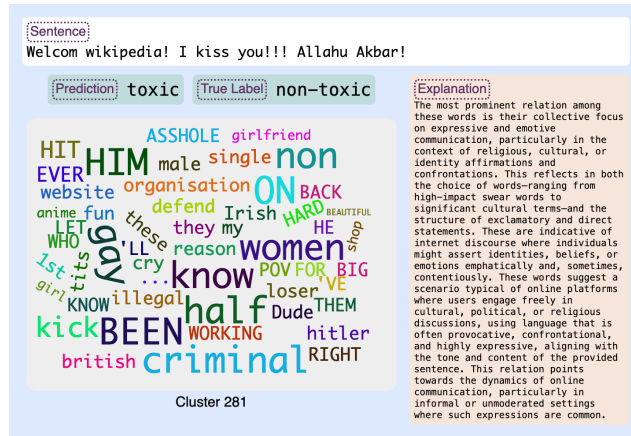 Sentence
Welcom wikipedia! I kiss you!!! Allahu Akbar!
Prediction toxic
True Label non-toxic
ASSHOLE girlfriend
HIT HIM male single non
EVER
website organisation ON BACK
anime fun these defend Irish HARD BEAUTIFUL
LET they my HE
WHO gay 'LL reason women shop
1st tits cry
... know POV FOR BIG
girl loser 'VE
KNOW illegal half Dude THEM
kick BEEN WORKING hitler
british criminal RIGHT
Cluster 281
Explanation
The most prominent relation among
these words is their collective focus
on expressive and emotive
communication, particularly in the
context of religious, cultural, or
identity affirmations and
confrontations. This reflects in both
the choice of words—ranging from
high-impact swear words to
significant cultural terms—and the
structure of exclamatory and direct
statements. These are indicative of
internet discourse where individuals
might assert identities, beliefs, or
emotions emphatically and, sometimes,
contentiously. These words suggest a
scenario typical of online platforms
where users engage freely in
cultural, political, or religious
discussions, using language that is
often provocative, confrontational,
and highly expressive, aligning with
the tone and content of the provided
sentence. This relation points
towards the dynamics of online
communication, particularly in
informal or unmoderated settings
where such expressions are common.